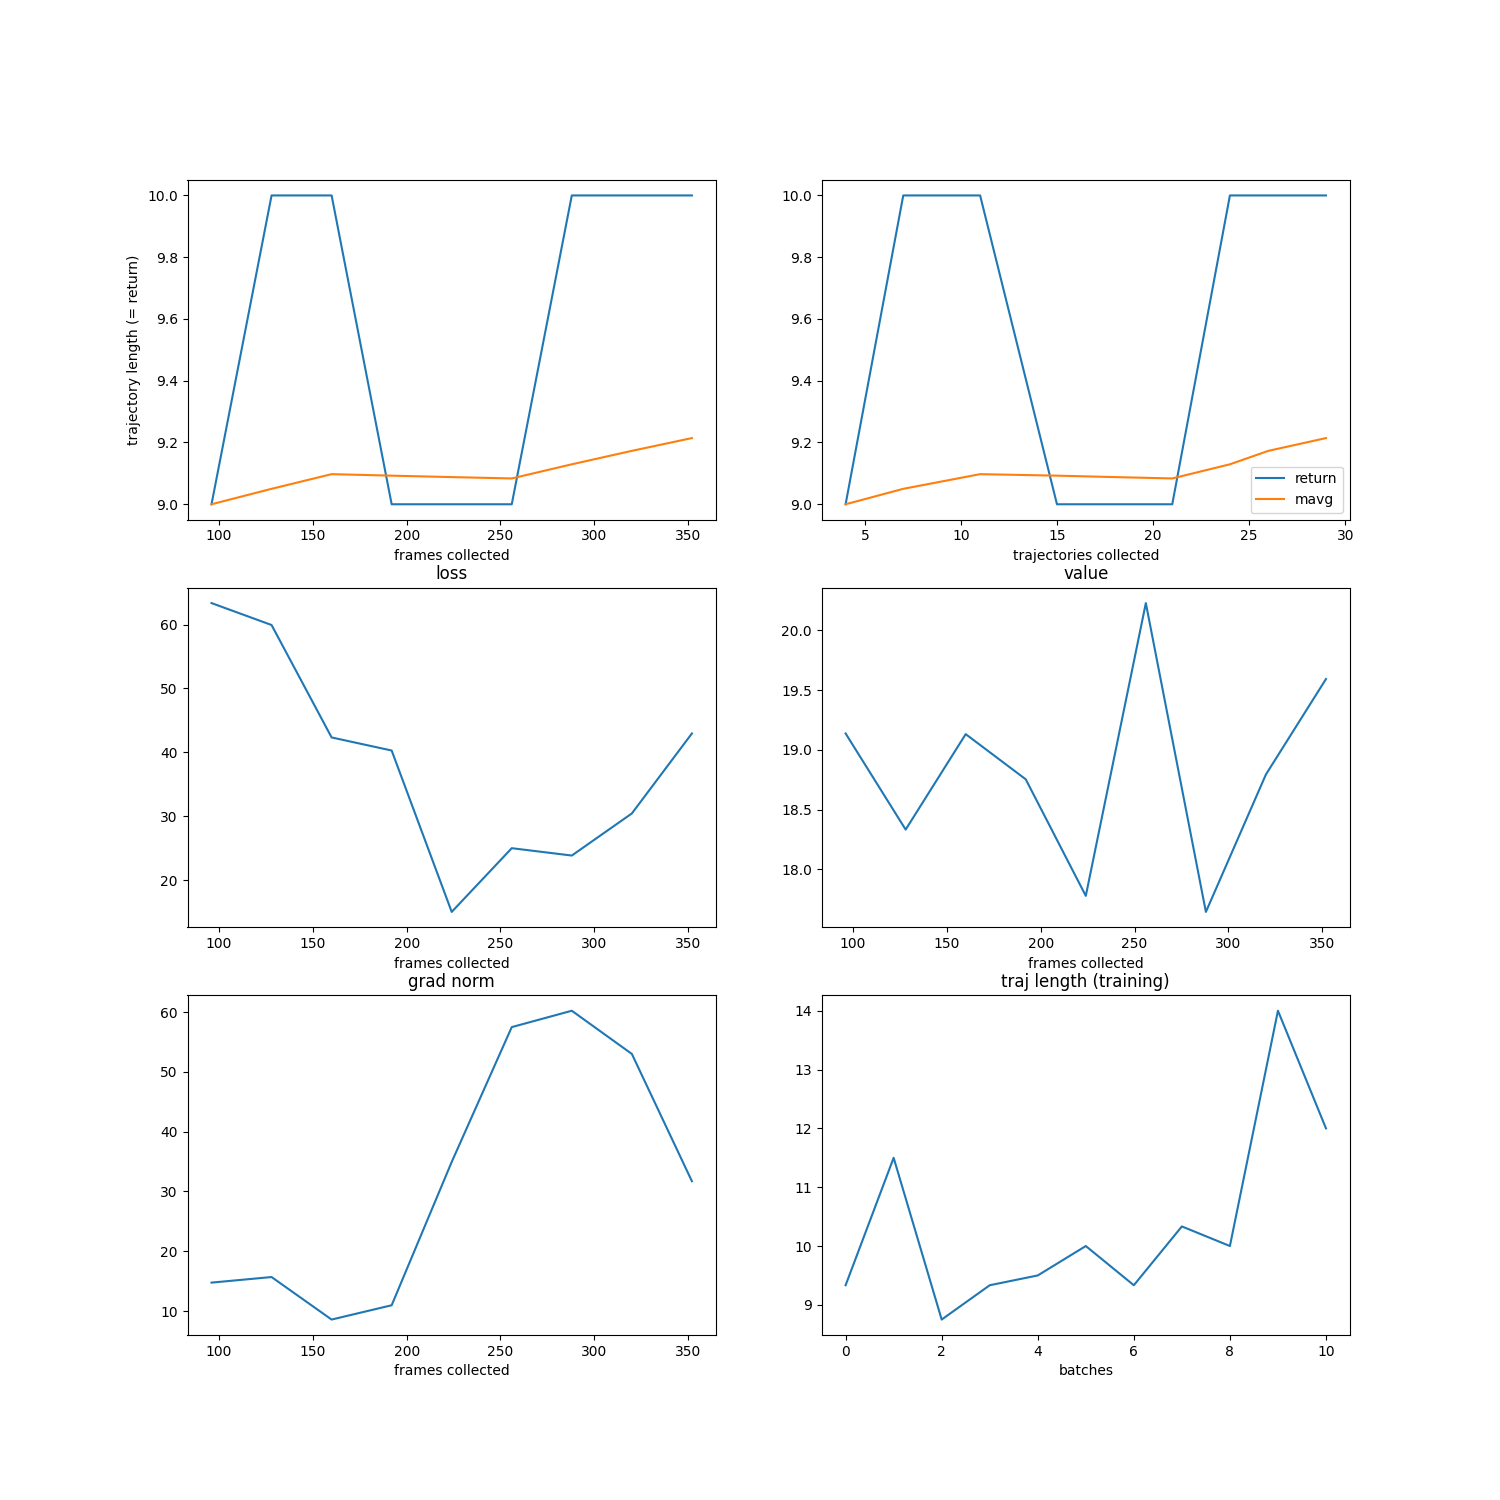 trajectory length (= return)
10.0
9.8
9.6
9.4
9.2
9.0
100 150 200 250 300 350
frames collected
10.0
9.8
9.6
9.4
9.2
9.0
return
mavg
5 10 15 20 25 30
trajectories collected
loss
60
50
40
30
20
100 150 200 250 300 350
frames collected
value
20.0
19.5
19.0
18.5
18.0
100 150 200 250 300 350
frames collected
grad norm
60
50
40
30
20
10
100 150 200 250 300 350
frames collected
traj length (training)
14
13
12
11
10
9
0 2 4 6 8 10
batches